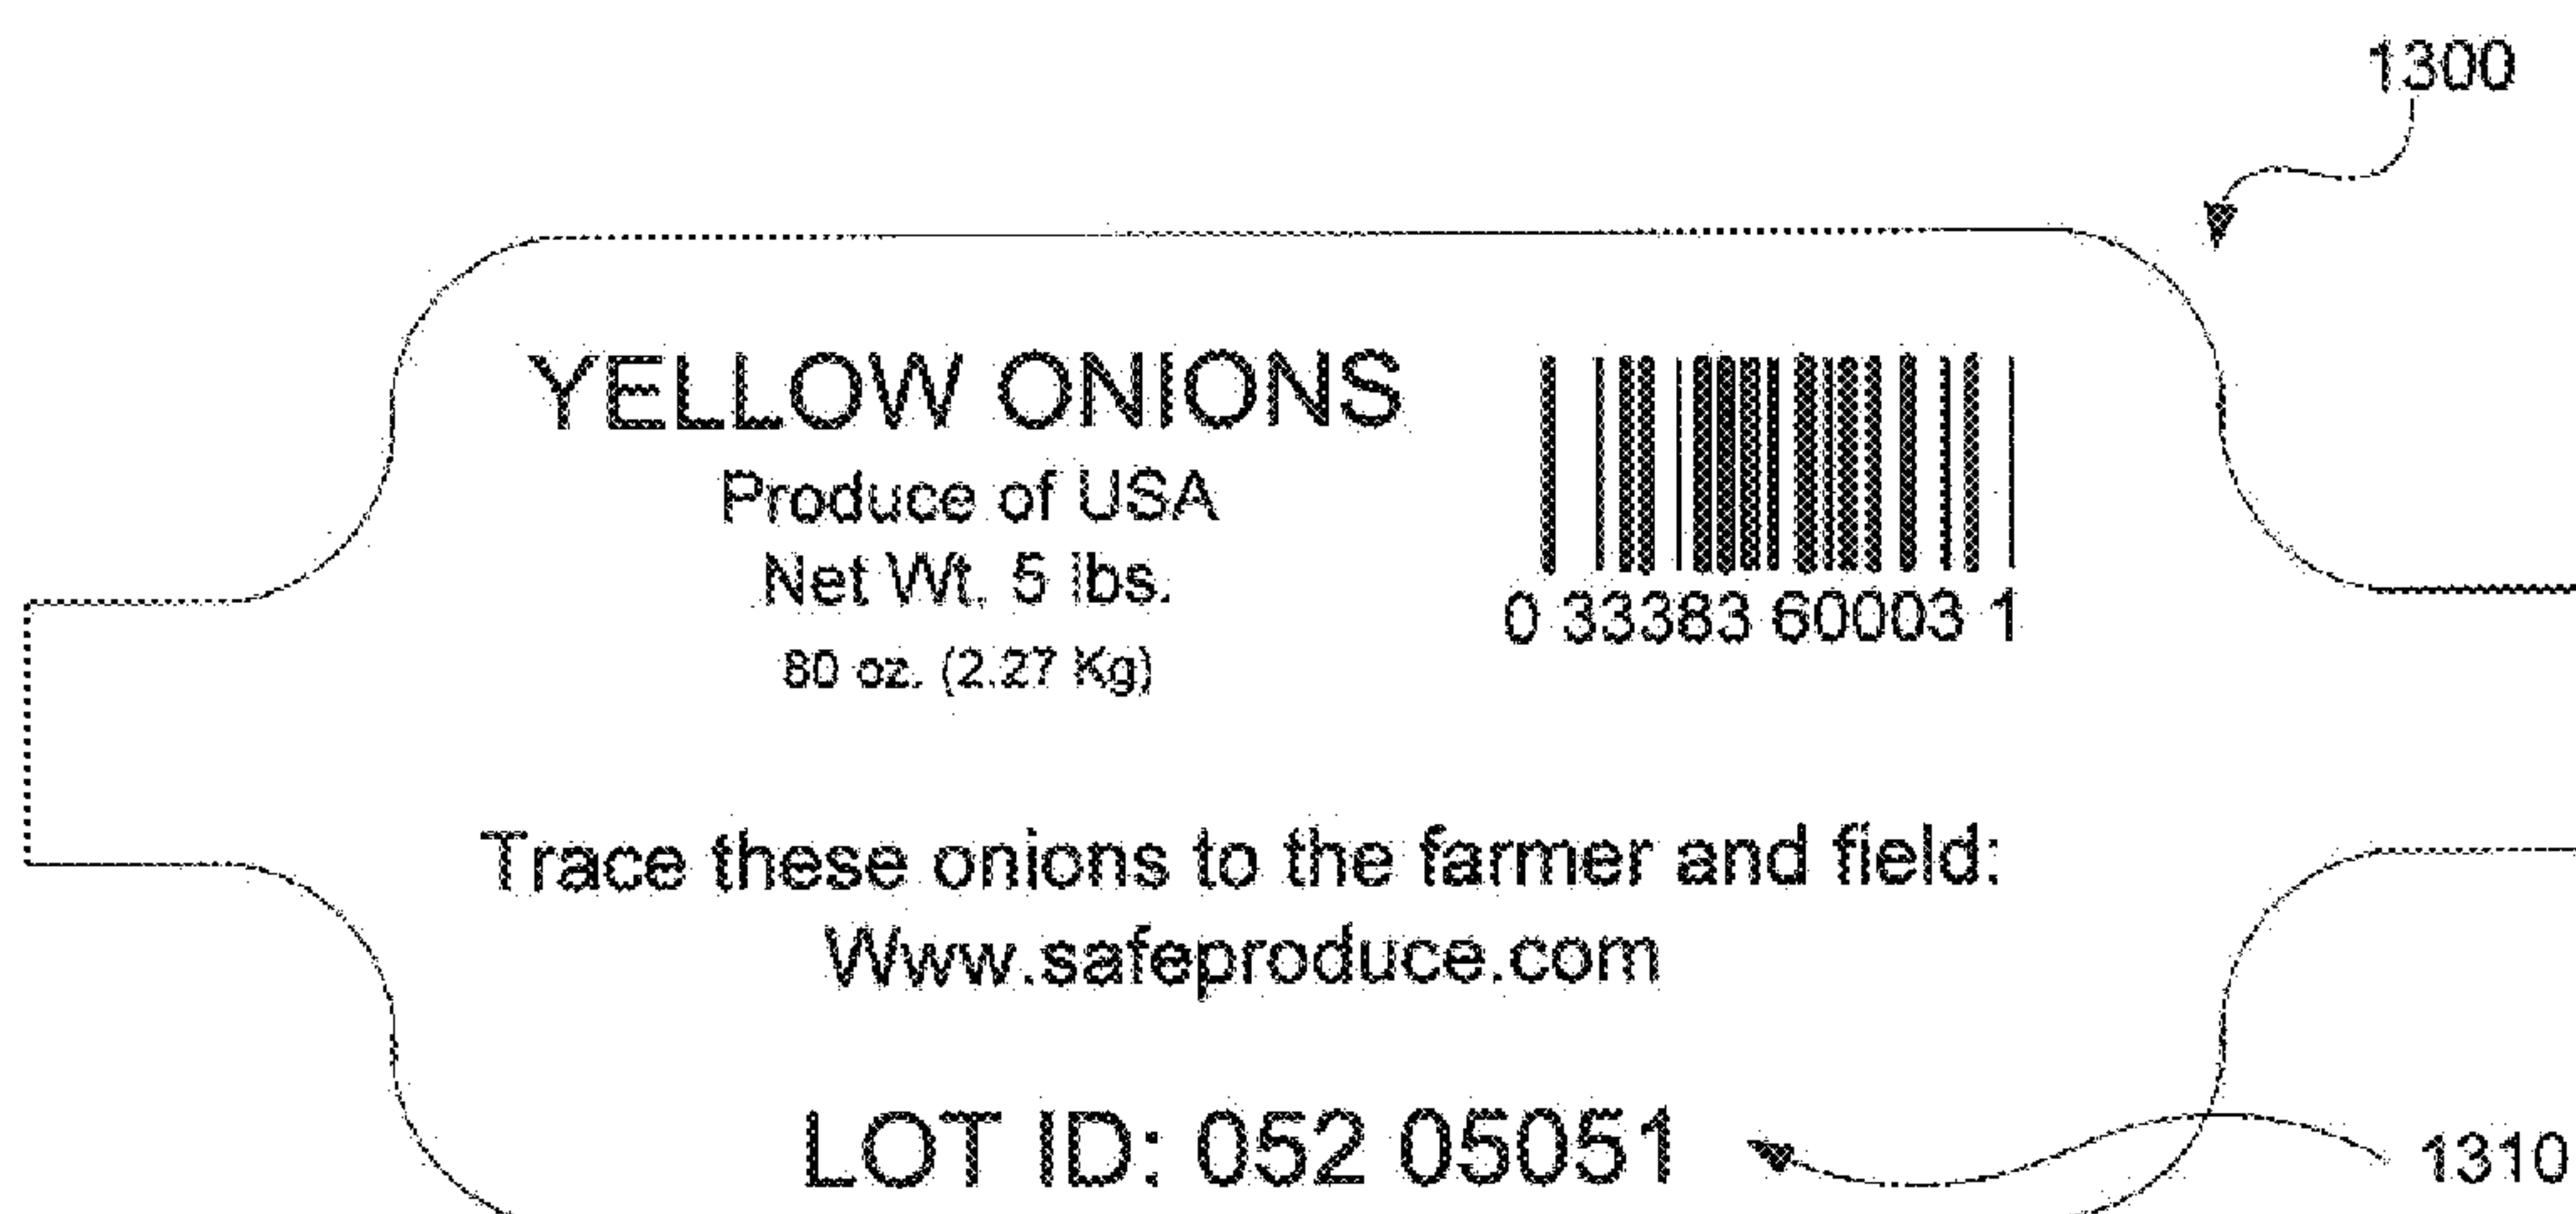 1300
YELLOW ONIONS
Produce of USA
Net Wt. 5 lbs.
80 oz. (2.27 Kg)
0 33383 60003 1
Trace these onions to the farmer and field:
Www.safeproduce.com
LOT ID: 052 05051
1310